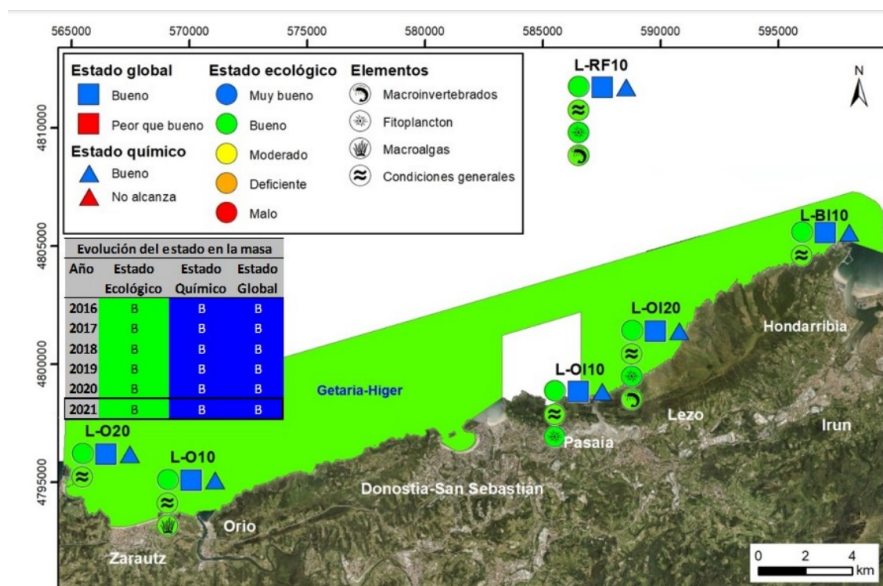 565000 570000 575000 580000 585000 590000 595000
4810000
4805000
4800000
4795000
Estado global
Bueno
Peor que bueno
Estado químico
Bueno
No alcanza
Estado ecológico
Muy bueno
Bueno
Moderado
Deficiente
Malo
Elementos
Macroinvertebrados
Fitoplancton
Macroalgas
Condiciones generales
N
L-RF10
L-BI10
L-OI20
L-OI10
L-O20
L-O10
Evolución del estado en la masa
Año Estado Ecológico Estado Químico Estado Global
2016 B B B
2017 B B B
2018 B B B
2019 B B B
2020 B B B
2021 B B B
Getaria-Higer
Hondarribia
Irun
Lezo
Pasaia
Donostia-San Sebastián
Orio
Zarautz
0 2 4
km